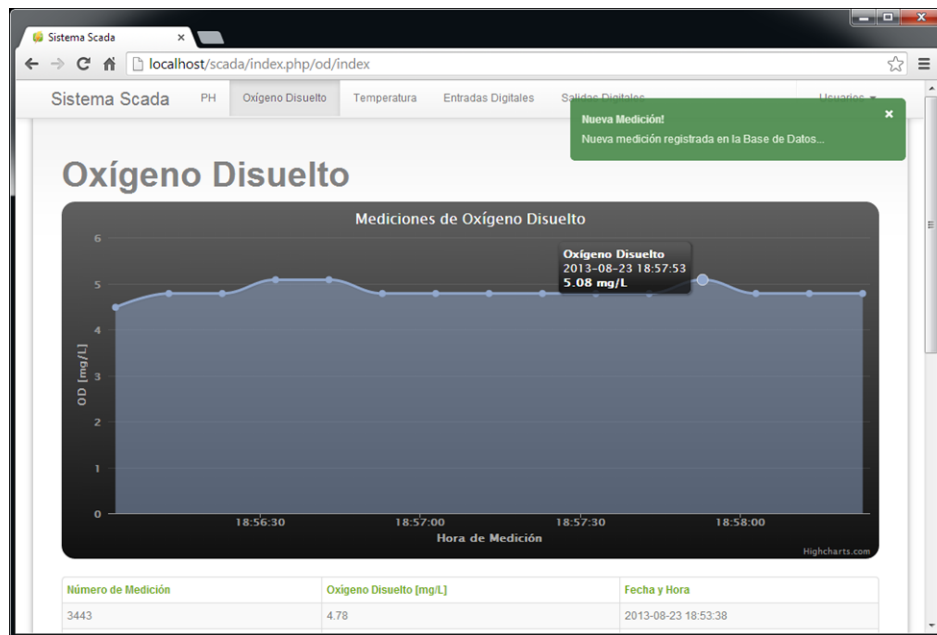 Sistema Scada
localhost/scada/index.php/od/index
Sistema Scada PH Oxígeno Disuelto Temperatura Entradas Digitales Salidas Digitales Usuarios
Nueva Medición!
Nueva medición registrada en la Base de Datos...
Oxígeno Disuelto
Mediciones de Oxígeno Disuelto
6
Oxígeno Disuelto
2013-08-23 18:57:53
5.08 mg/L
5
4
OD [mg/L]
3
2
1
0
18:56:30 18:57:00 18:57:30 18:58:00
Hora de Medición
Highcharts.com
Número de Medición Oxígeno Disuelto [mg/L] Fecha y Hora
3443 4.78 2013-08-23 18:53:38